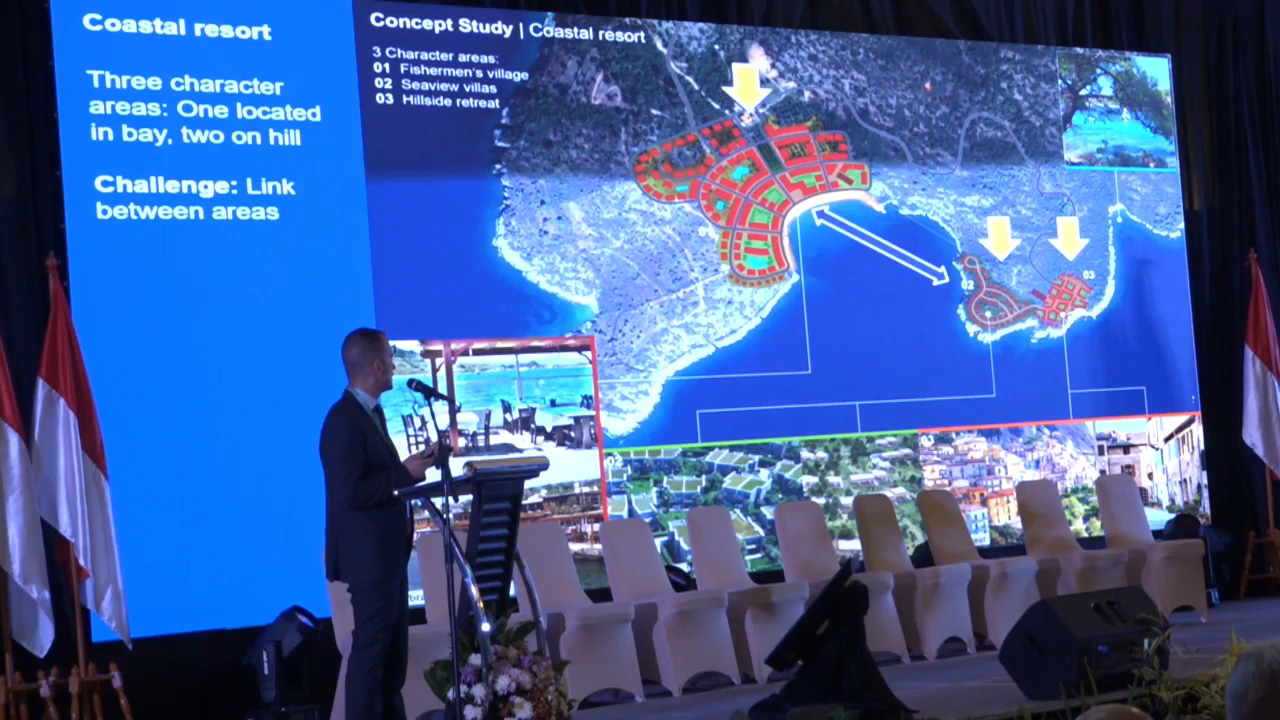 Coastal resort
Three character
areas: One located
in bay, two on hill
Challenge: Link
between areas
Concept Study | Coastal resort
3 Character areas:
01 Fishermen's village
02 Seaview villas
03 Hillside retreat
02
03
03